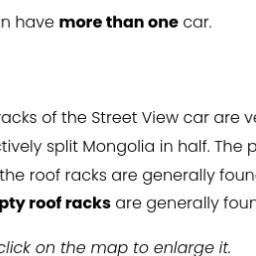 n have more than one car.
racks of the Street View car are ve
ctively split Mongolia in half. The p
the roof racks are generally foun
pty roof racks are generally foun
click on the map to enlarge it.